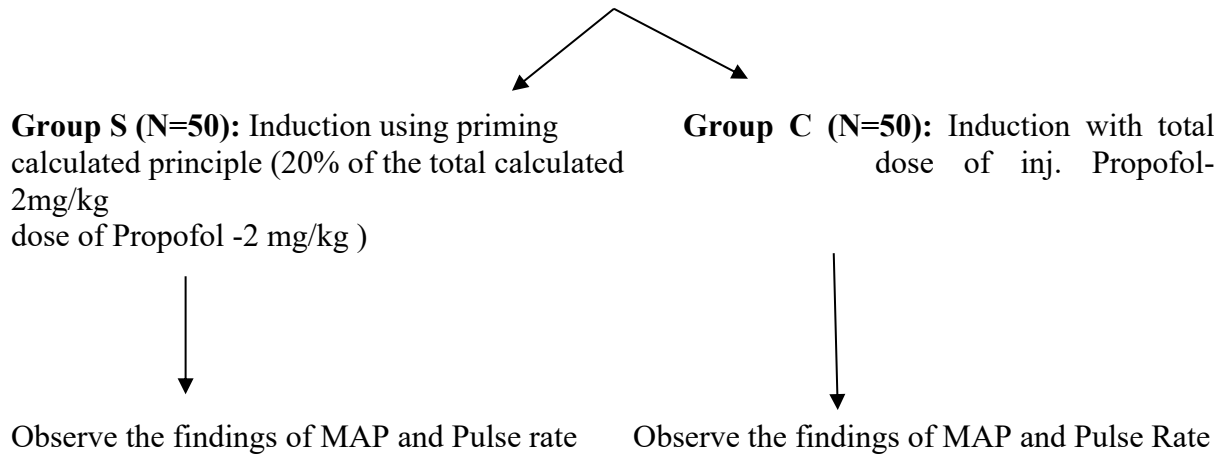 Group S (N=50): Induction using priming
calculated principle (20% of the total calculated
2mg/kg
dose of Propofol -2 mg/kg )
Group C (N=50): Induction with total
dose of inj. Propofol-
Observe the findings of MAP and Pulse rate
Observe the findings of MAP and Pulse Rate